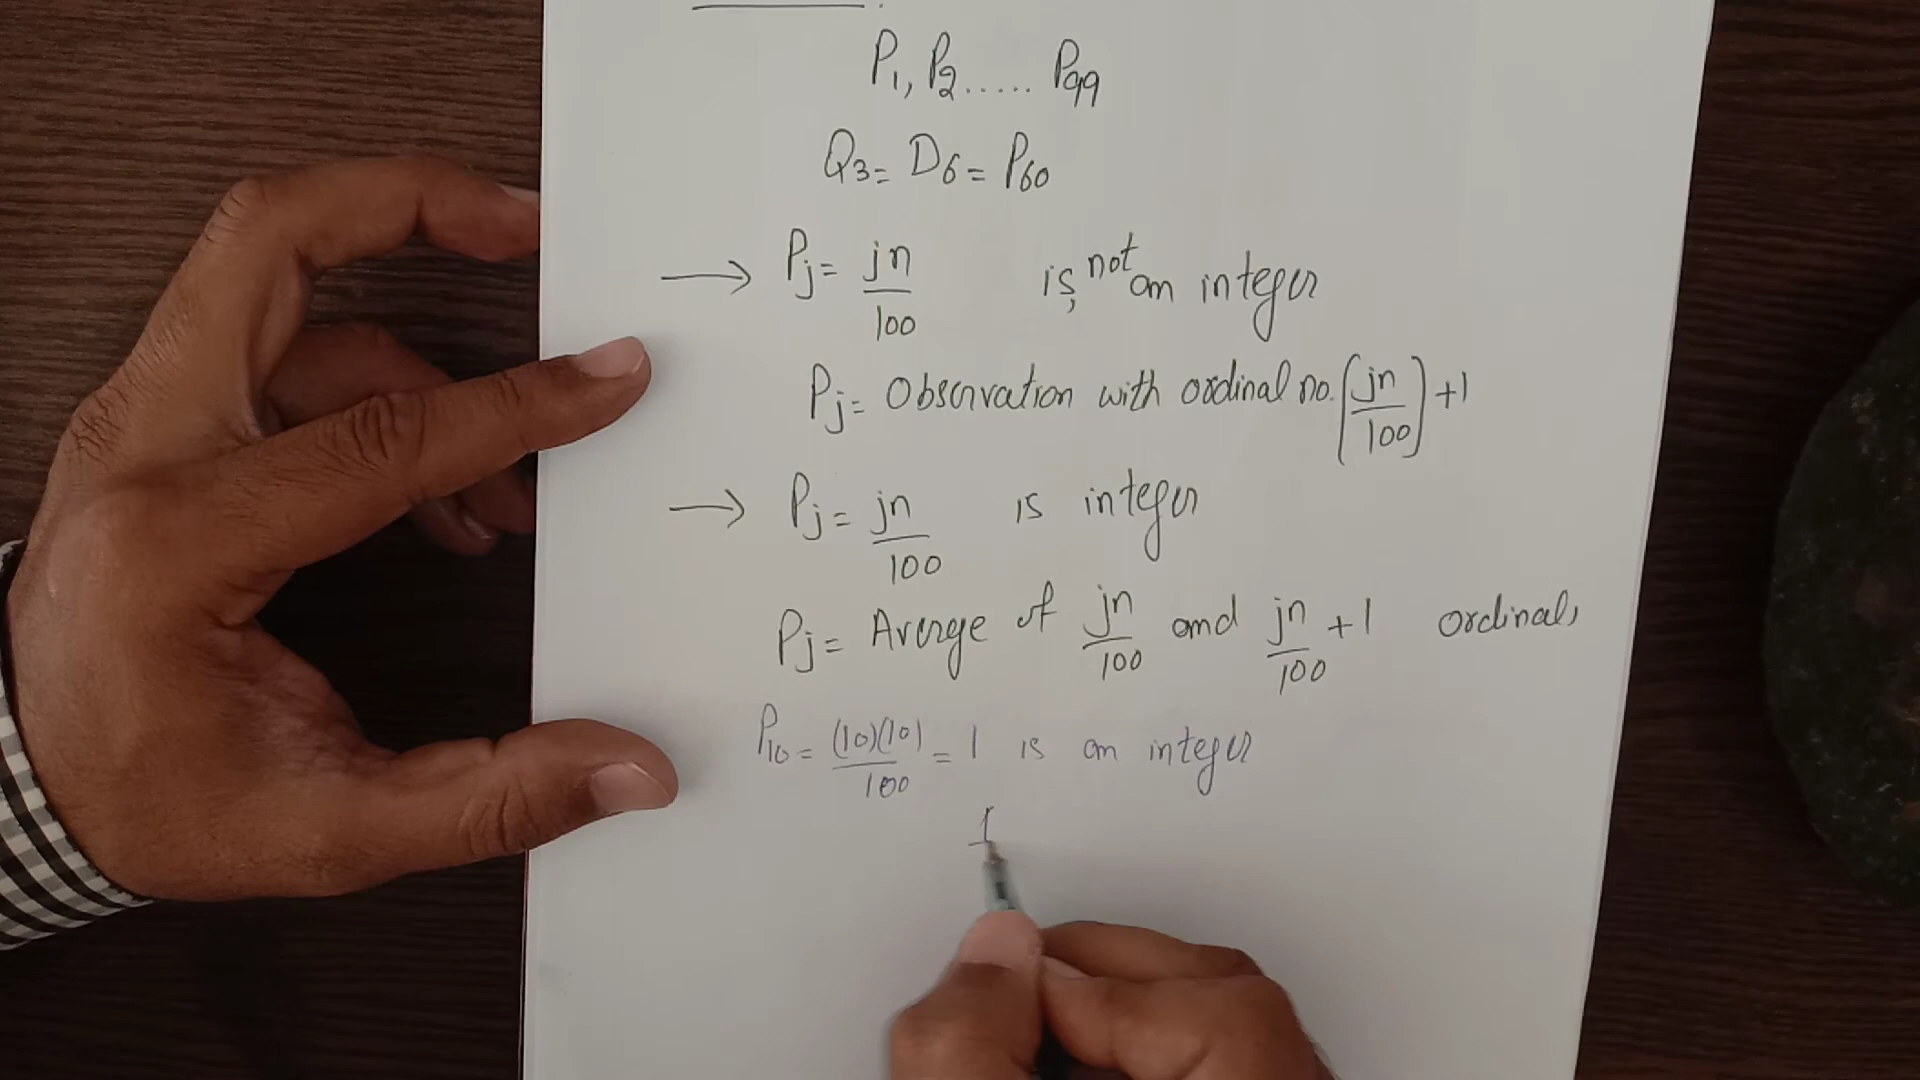 P₁, P₂ ..... P₉₉
Q₃ = D₆ = P₆₀
→ Pj = jn/100 is, not an integer
Pj = Observation with ordinal no. [jn/100] + 1
→ Pj = jn/100 is integer
Pj = Average of jn/100 and jn/100 + 1 ordinals
P₁₀ = (10)(10)/100 = 1 is an integer
1